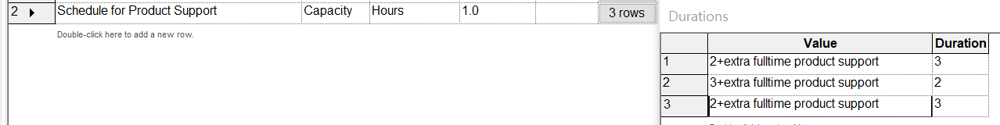 2 Schedule for Product Support Capacity Hours 1.0 3 rows
Double-click here to add a new row.
Durations
Value Duration
1 2+extra fulltime product support 3
2 3+extra fulltime product support 2
3 2+extra fulltime product support 3